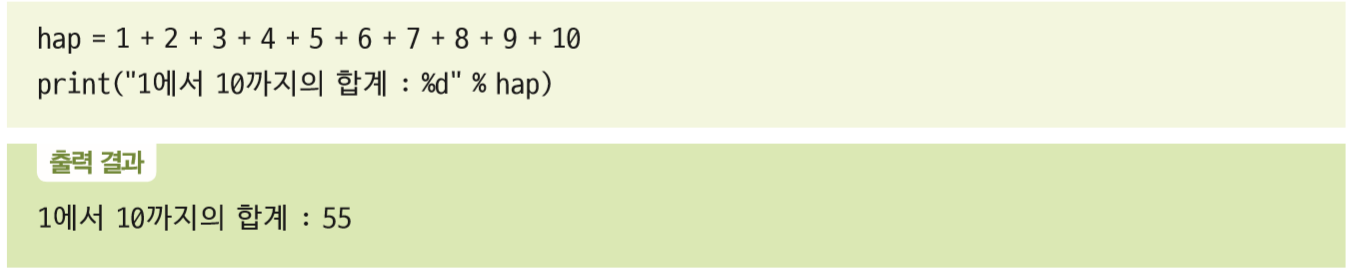 hap = 1 + 2 + 3 + 4 + 5 + 6 + 7 + 8 + 9 + 10
print("1에서 10까지의 합계 : %d" % hap)
출력 결과
1에서 10까지의 합계 : 55